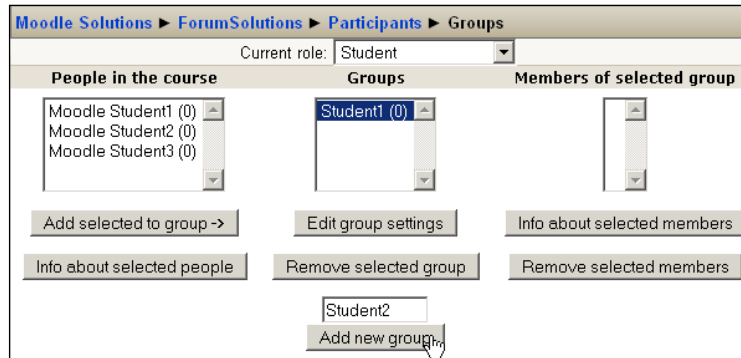 Moodle Solutions ► ForumSolutions ► Participants ► Groups
Current role: Student
People in the course Groups Members of selected group
Moodle Student1 (0) Student1 (0)
Moodle Student2 (0)
Moodle Student3 (0)
Add selected to group -> Edit group settings Info about selected members
Info about selected people Remove selected group Remove selected members
Student2
Add new group